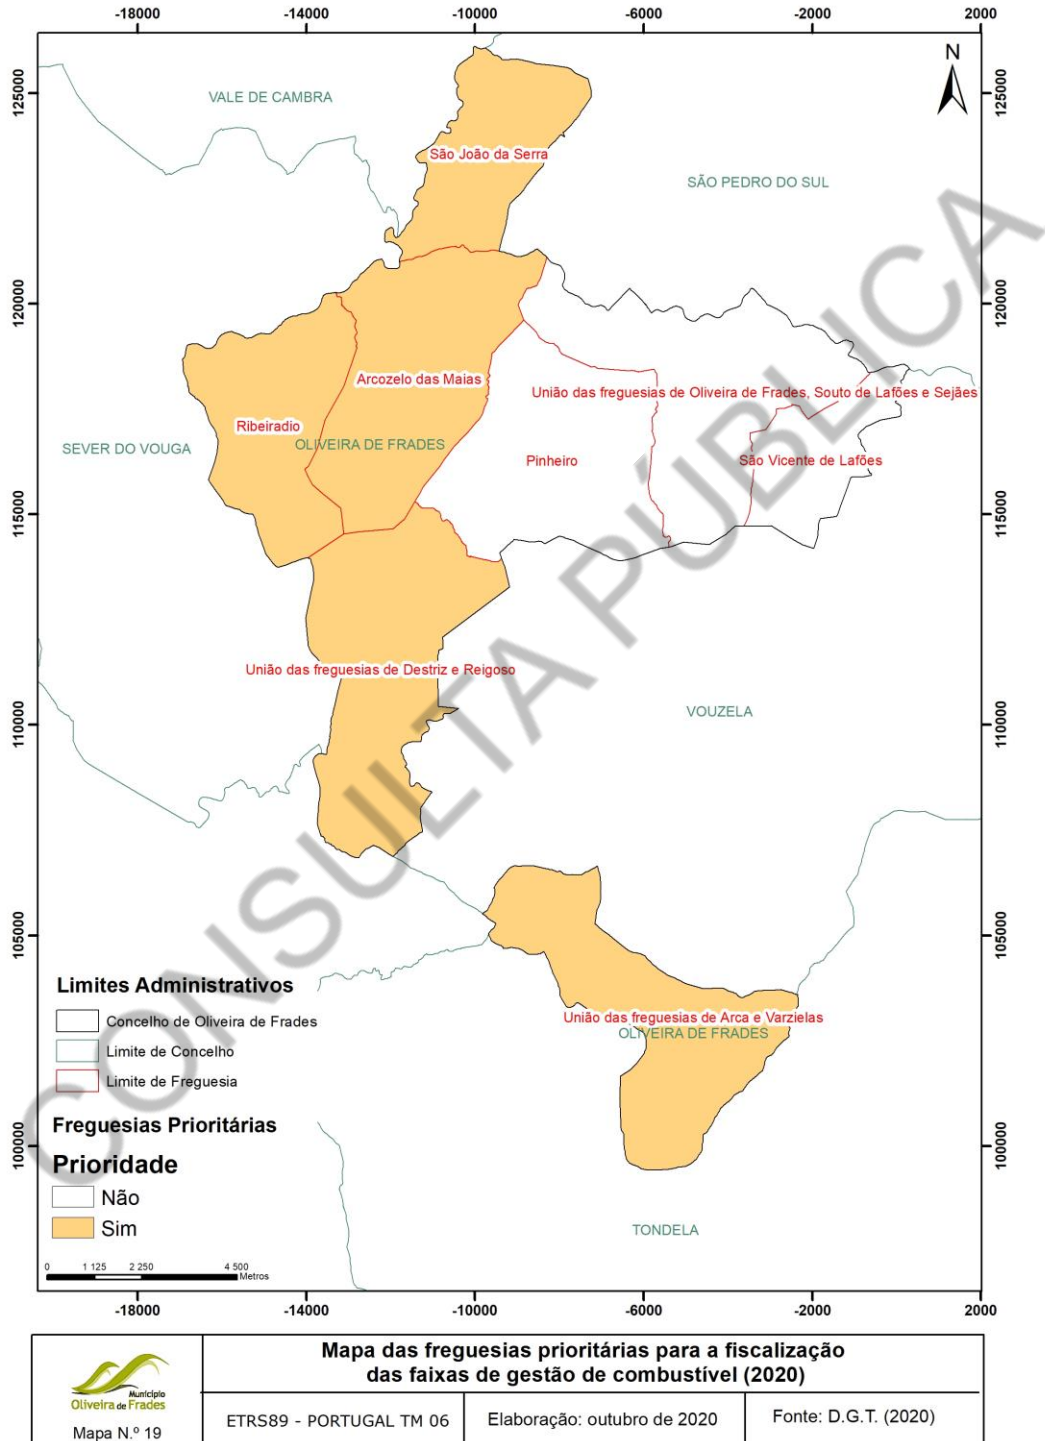 -18000 -14000 -10000 -6000 -2000 2000
125000
120000
115000
110000
105000
100000
125000
120000
115000
110000
105000
100000
N
VALE DE CAMBRA
São João da Serra
SÃO PEDRO DO SUL
Arcozelo das Maias
União das freguesias de Oliveira de Frades, Souto de Lafões e Sejães
Ribeiradio
SEVER DO VOUGA
OLIVEIRA DE FRADES
Pinheiro
São Vicente de Lafões
União das freguesias de Destriz e Reigoso
VOUZELA
União das freguesias de Arca e Varzielas
OLIVEIRA DE FRADES
TONDELA
CONSULTA PÚBLICA
Limites Administrativos
Concelho de Oliveira de Frades
Limite de Concelho
Limite de Freguesia
Freguesias Prioritárias
Prioridade
Não
Sim
0 1 125 2 250 4 500
Metros
-18000 -14000 -10000 -6000 -2000 2000
Município
Oliveira de Frades
Mapa N.º 19
Mapa das freguesias prioritárias para a fiscalização
das faixas de gestão de combustível (2020)
ETRS89 - PORTUGAL TM 06
Elaboração: outubro de 2020
Fonte: D.G.T. (2020)